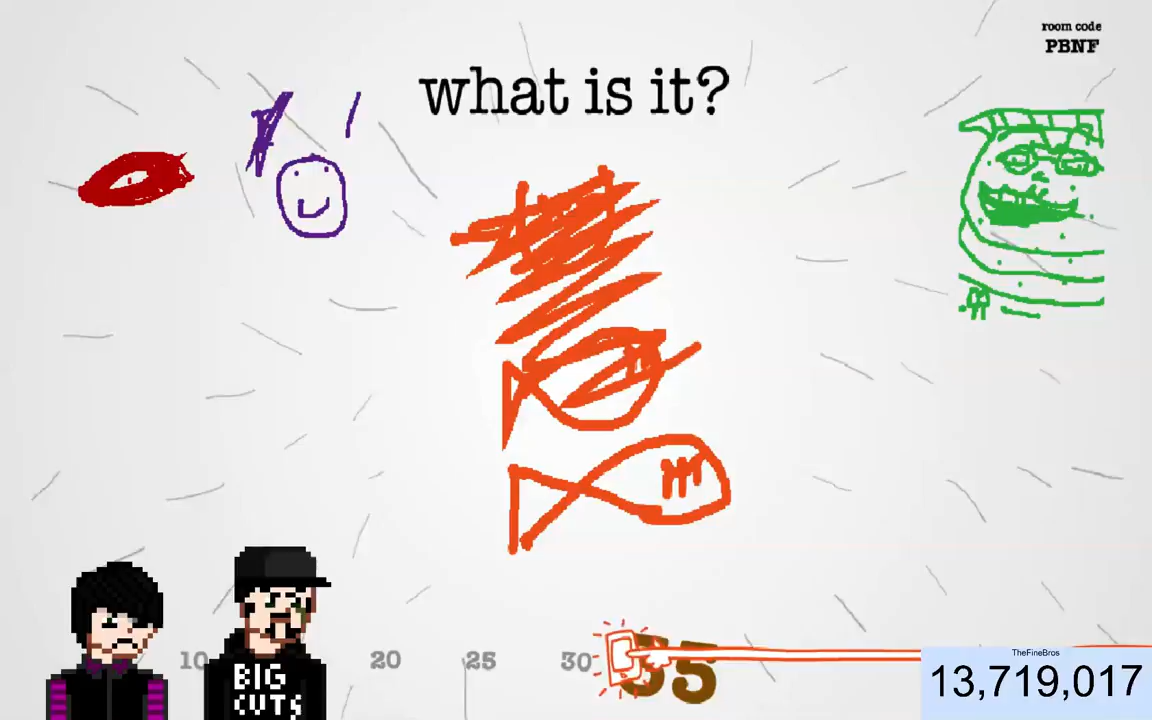 room code
PBNF
what is it?
10
20
25
30
35
BIG
CUTS
TheFineBros
13,719,017